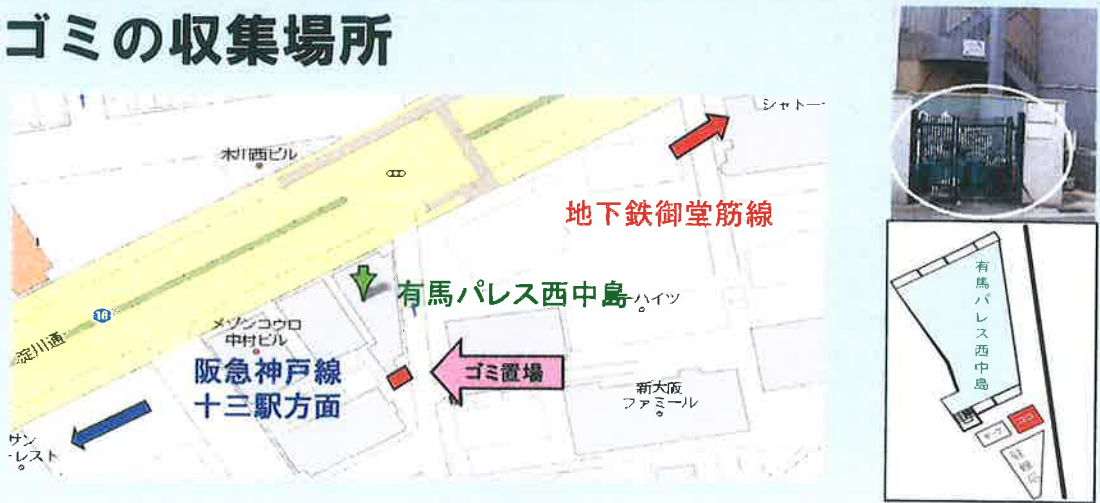 ゴミの収集場所
シャトー
木川西ビル
地下鉄御堂筋線
有馬パレス西中島
ハイツ
16
淀川通
メゾンコウロ
中村ビル
阪急神戸線
十三駅方面
ゴミ置場
新大阪
ファミール
サン
レスト
有馬パレス西中島
ココ